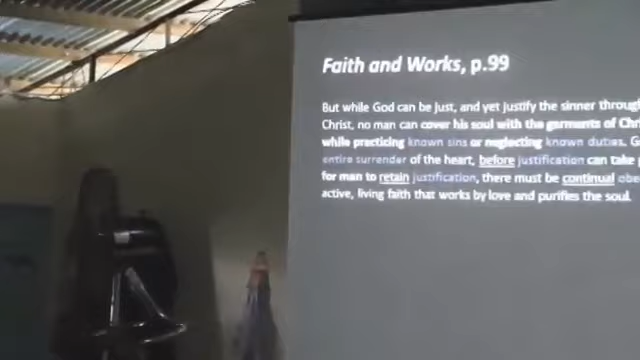 Faith and Works, p.99
But while God can be just, and yet justify the sinner throug
Christ, no man can cover his soul with the garments of Chr
while practicing known sins or neglecting known duties. G
entire surrender of the heart, before justification can take
for man to retain justification, there must be continual obe
active, living faith that works by love and purifies the soul.